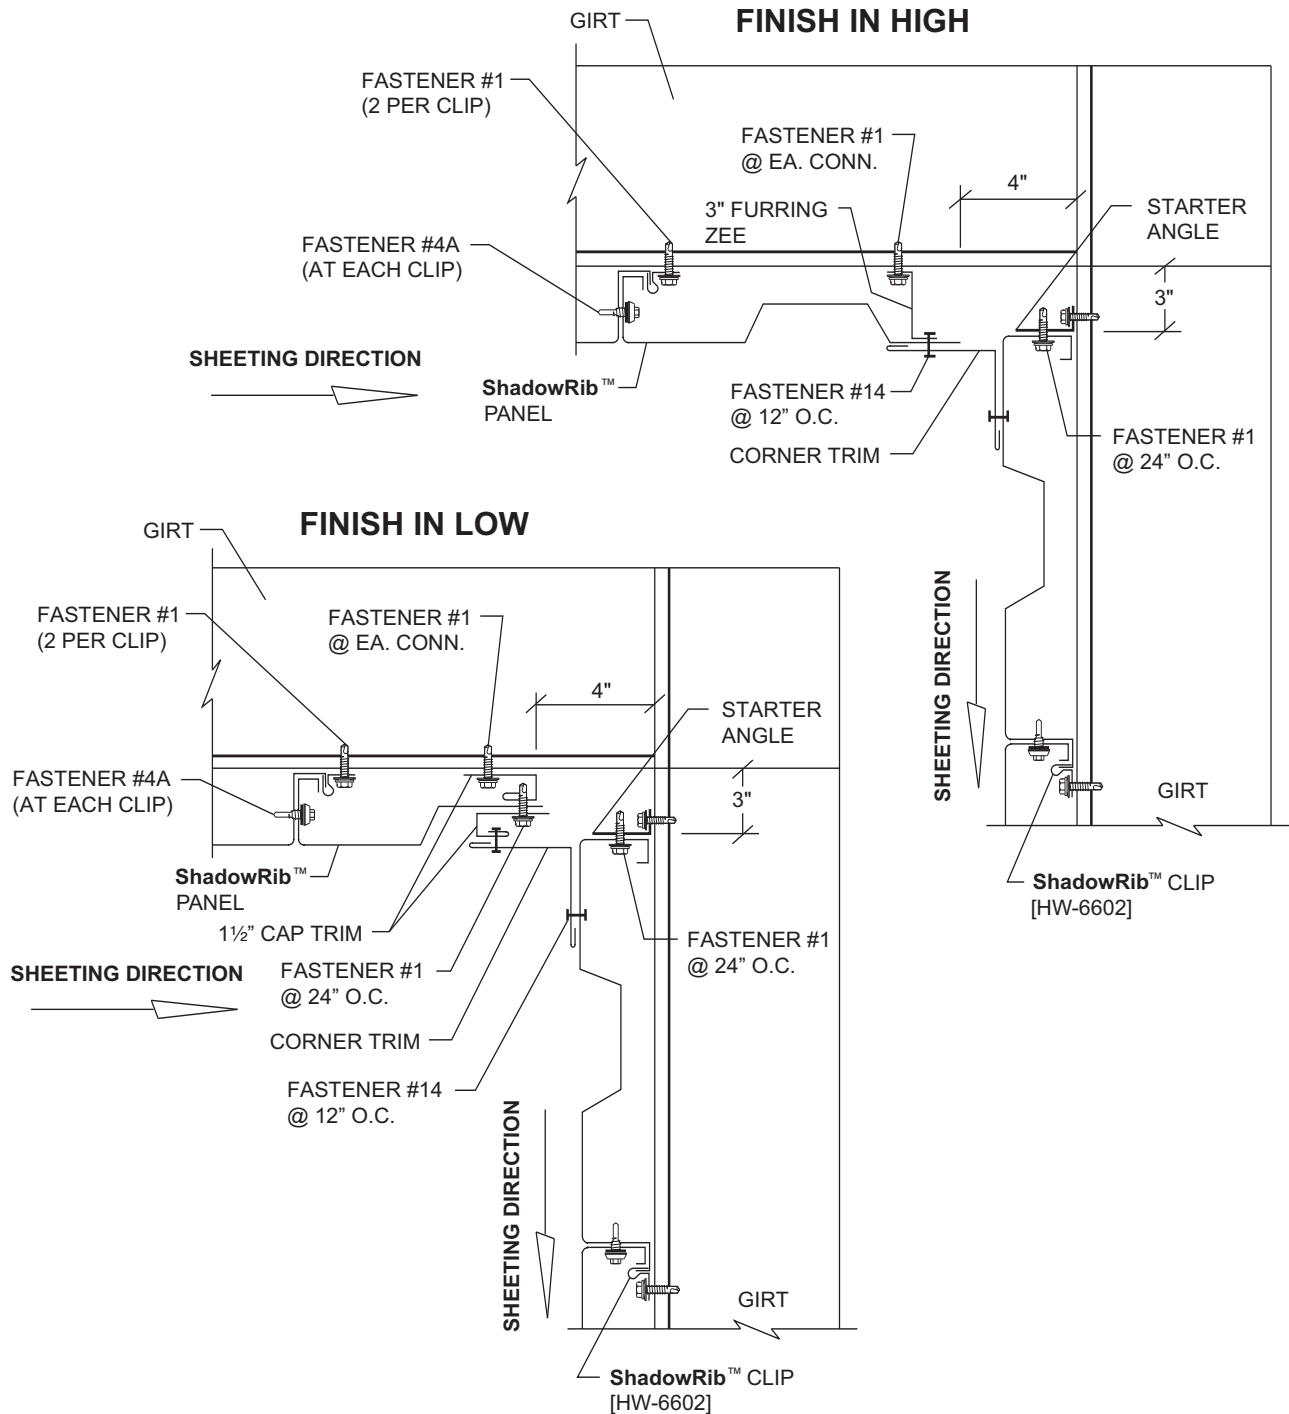 FINISH IN HIGH
GIRT
FASTENER #1
(2 PER CLIP)
FASTENER #1
@ EA. CONN.
4"
3" FURRING
ZEE
STARTER
ANGLE
FASTENER #4A
(AT EACH CLIP)
3"
SHEETING DIRECTION
ShadowRib™
PANEL
FASTENER #14
@ 12” O.C.
CORNER TRIM
FASTENER #1
@ 24” O.C.
SHEETING DIRECTION
GIRT
ShadowRib™ CLIP
[HW-6602]
FINISH IN LOW
GIRT
FASTENER #1
(2 PER CLIP)
FASTENER #1
@ EA. CONN.
4"
STARTER
ANGLE
FASTENER #4A
(AT EACH CLIP)
3"
ShadowRib™
PANEL
1½” CAP TRIM
SHEETING DIRECTION
FASTENER #1
@ 24” O.C.
FASTENER #1
@ 24” O.C.
CORNER TRIM
FASTENER #14
@ 12” O.C.
SHEETING DIRECTION
GIRT
ShadowRib™ CLIP
[HW-6602]